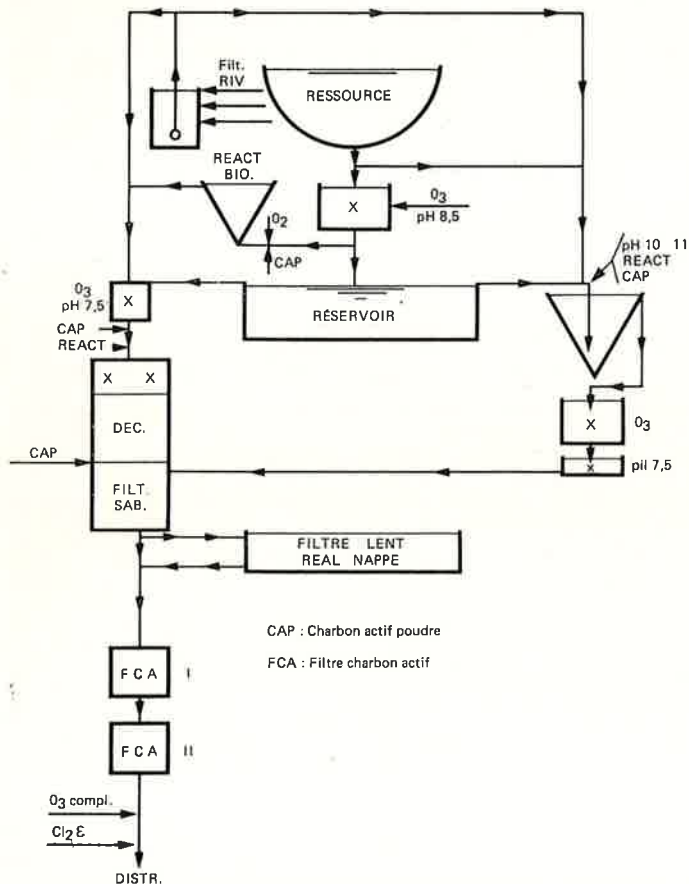 Filt.
RIV
RESSOURCE
REACT
BIO.
X
O3
pH 8,5
O2
CAP
pH 10 11
REACT
CAP
O3
pH 7,5
X
RÉSERVOIR
CAP
REACT
X X
DEC.
X
O3
CAP
FILT.
SAB.
x
pil 7,5
FILTRE LENT
REAL NAPPE
CAP : Charbon actif poudre
FCA : Filtre charbon actif
FCA I
FCA II
O3 compl.
Cl2 ε
DISTR.